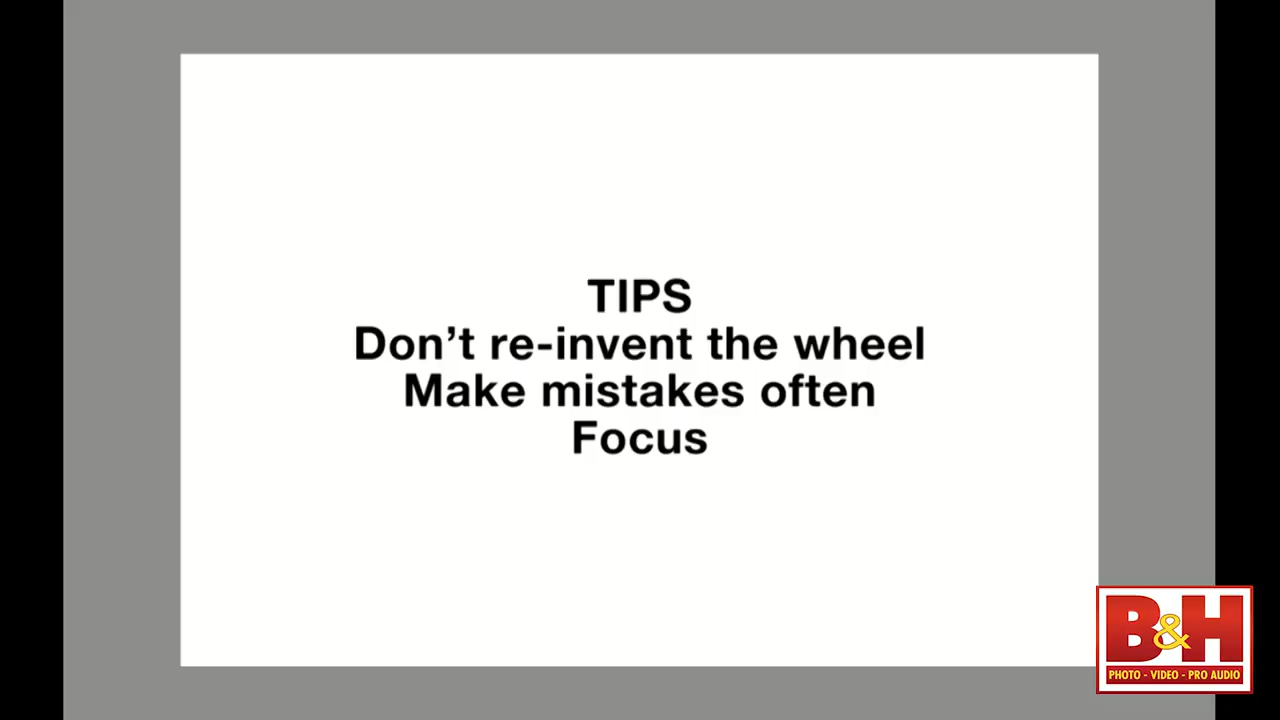 TIPS
Don’t re-invent the wheel
Make mistakes often
Focus
B&H
PHOTO - VIDEO - PRO AUDIO